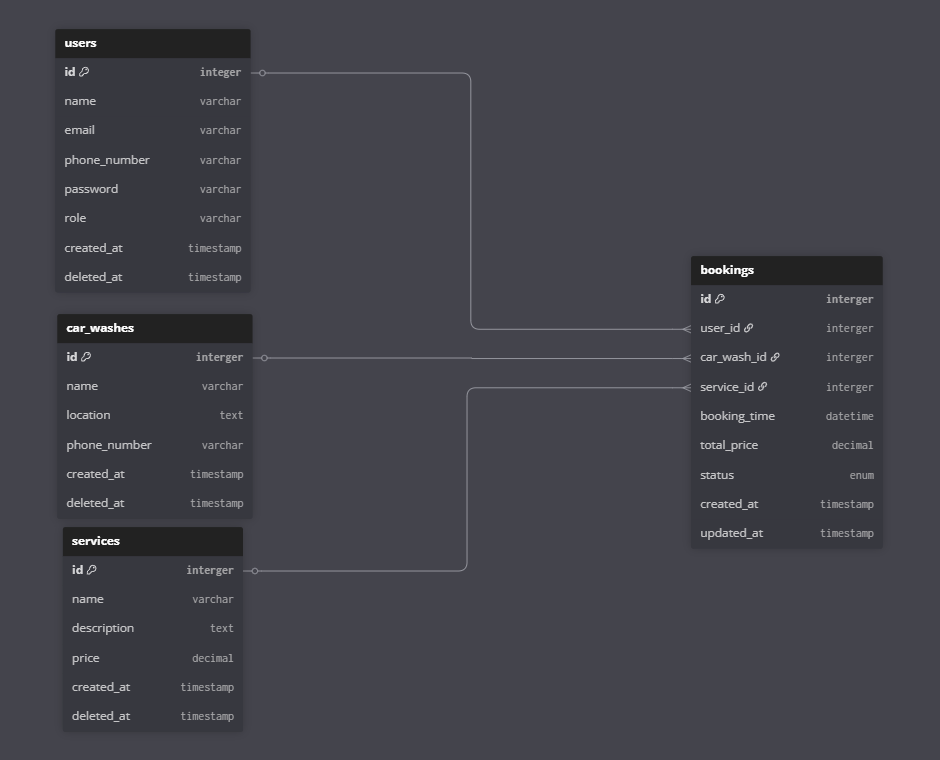 users
id integer
name varchar
email varchar
phone_number varchar
password varchar
role varchar
created_at timestamp
deleted_at timestamp
car_washes
id interger
name varchar
location text
phone_number varchar
created_at timestamp
deleted_at timestamp
services
id interger
name varchar
description text
price decimal
created_at timestamp
deleted_at timestamp
bookings
id interger
user_id interger
car_wash_id interger
service_id interger
booking_time datetime
total_price decimal
status enum
created_at timestamp
updated_at timestamp